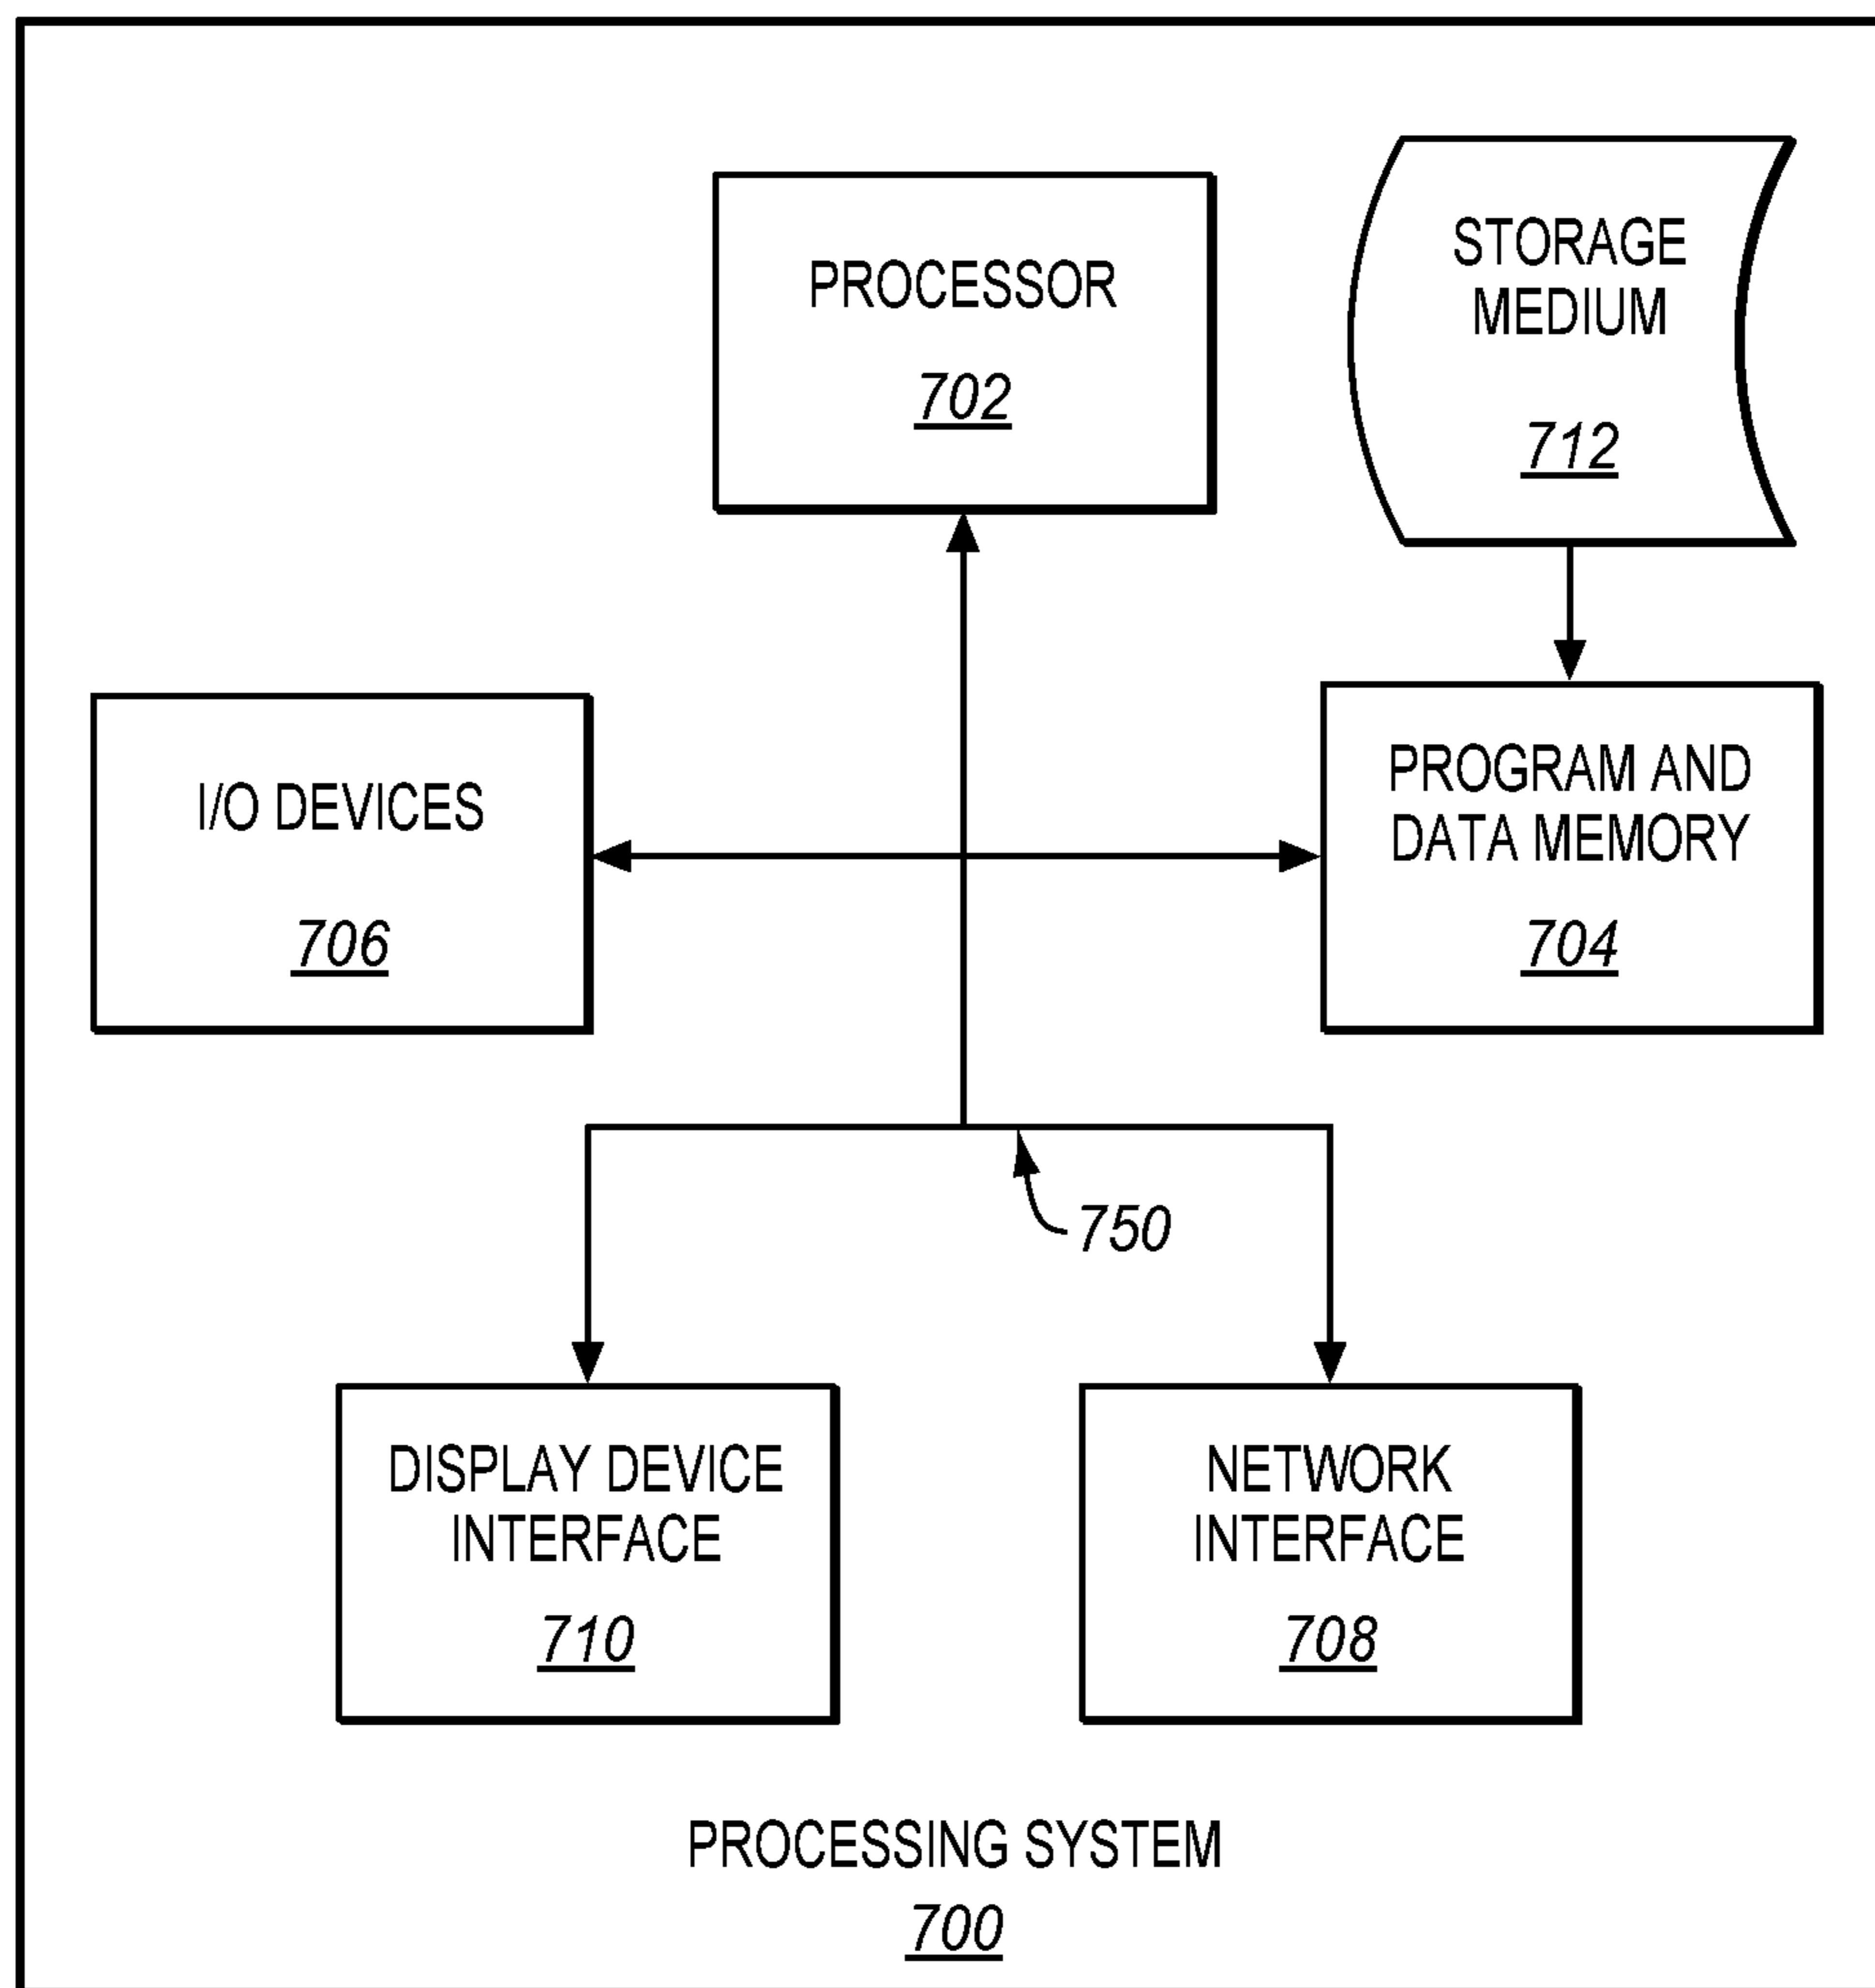 PROCESSOR
702
STORAGE
MEDIUM
712
I/O DEVICES
706
PROGRAM AND
DATA MEMORY
704
750
DISPLAY DEVICE
INTERFACE
710
NETWORK
INTERFACE
708
PROCESSING SYSTEM
700